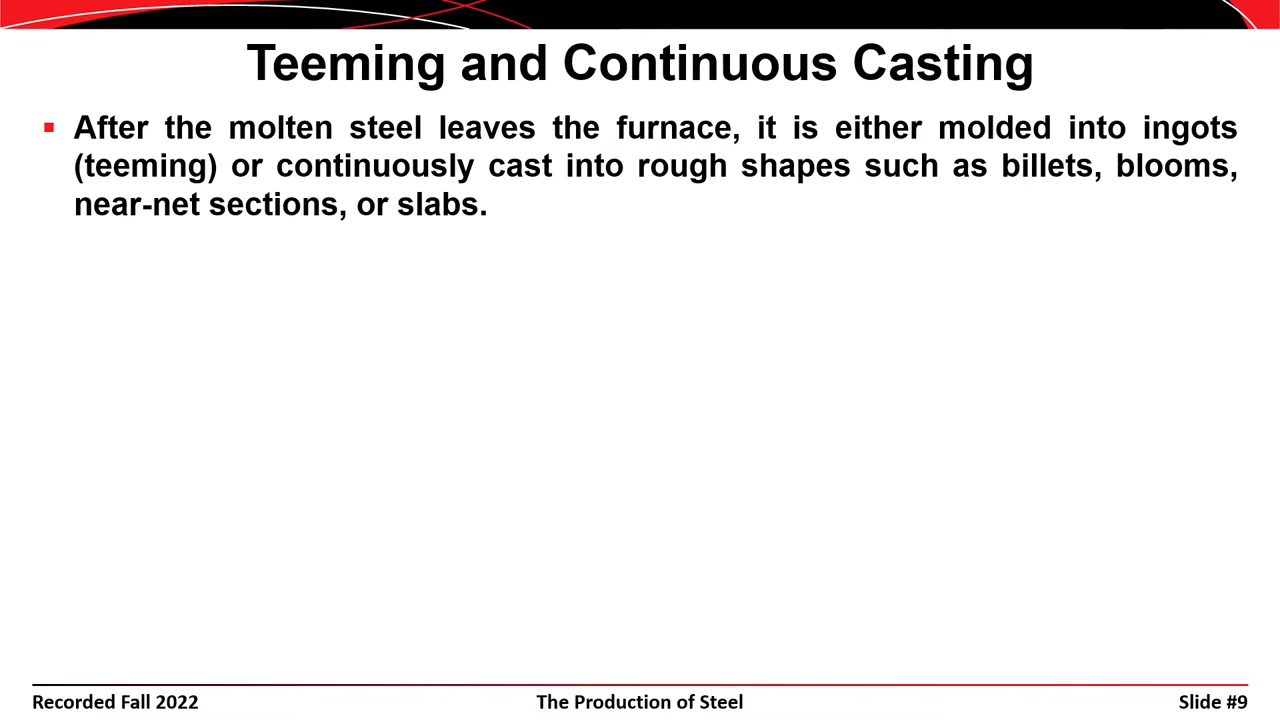 Teeming and Continuous Casting
After the molten steel leaves the furnace, it is either molded into ingots
(teeming) or continuously cast into rough shapes such as billets, blooms,
near-net sections, or slabs.
Recorded Fall 2022
The Production of Steel
Slide #9